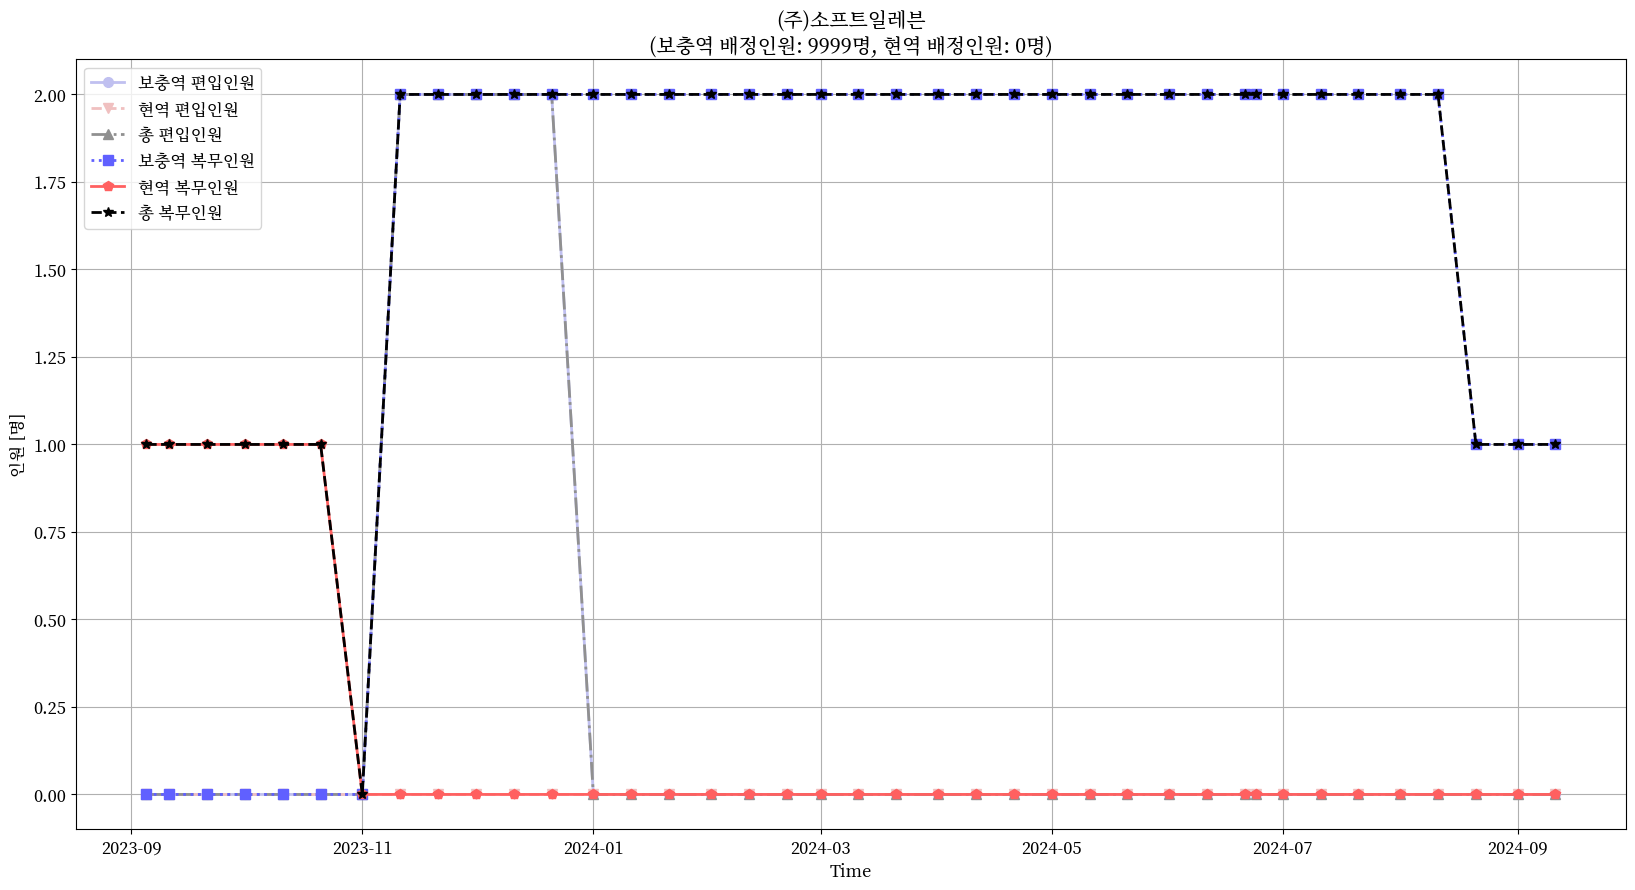 (주)소프트일레븐
(보충역 배정인원: 9999명, 현역 배정인원: 0명)
보충역 편입인원
현역 편입인원
총 편입인원
보충역 복무인원
현역 복무인원
총 복무인원
2.00
1.75
1.50
1.25
1.00
0.75
0.50
0.25
0.00
인원 [명]
2023-09 2023-11 2024-01 2024-03 2024-05 2024-07 2024-09
Time